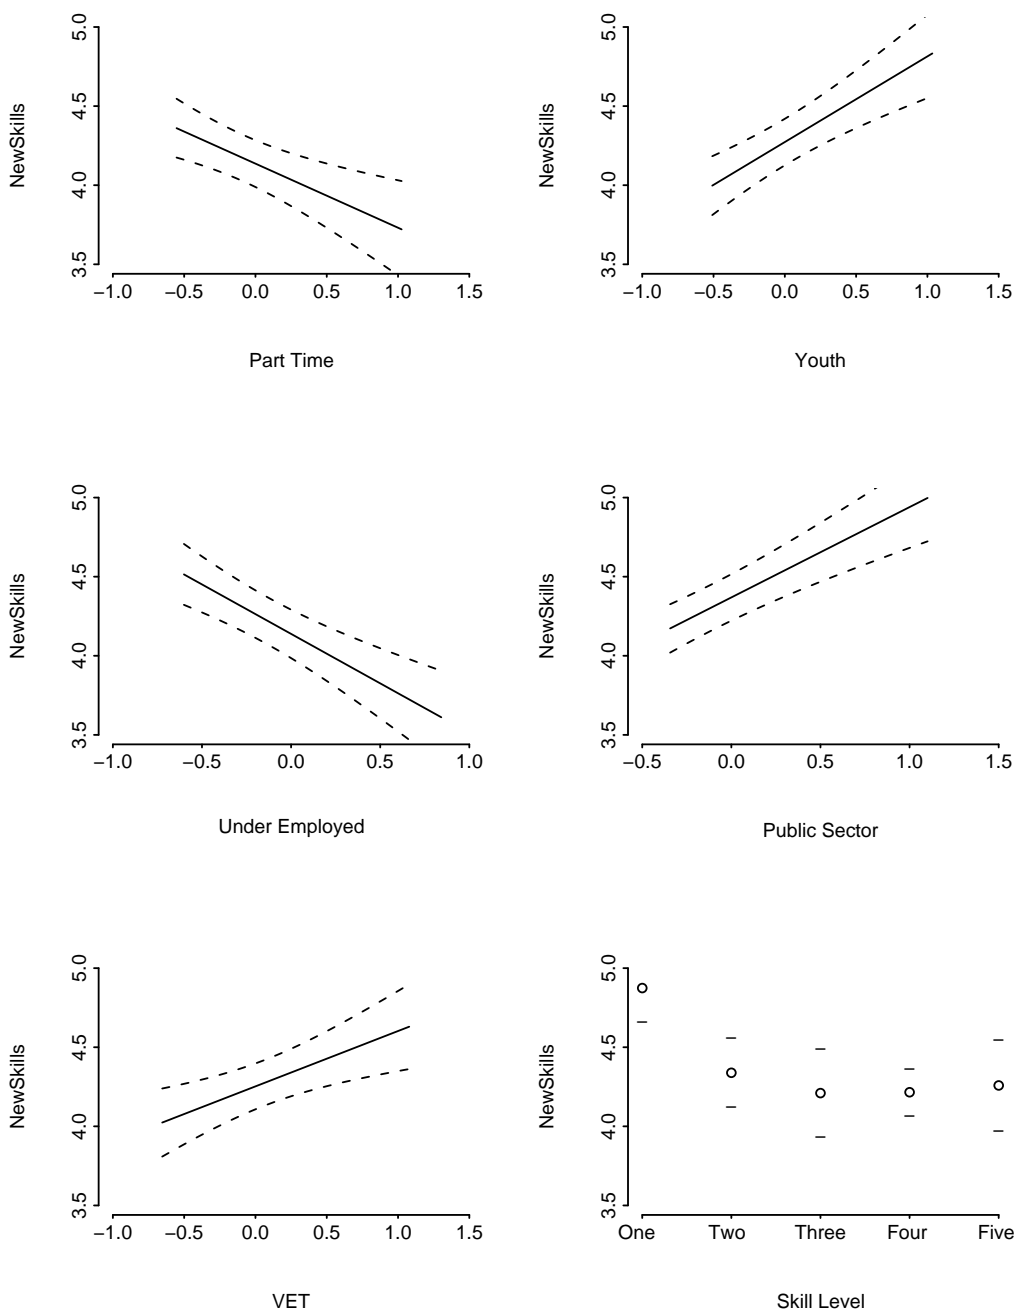 NewSkills
5.0
4.5
4.0
3.5
−1.0 −0.5 0.0 0.5 1.0 1.5
Part Time
NewSkills
5.0
4.5
4.0
3.5
−1.0 −0.5 0.0 0.5 1.0 1.5
Youth
NewSkills
5.0
4.5
4.0
3.5
−1.0 −0.5 0.0 0.5 1.0
Under Employed
NewSkills
5.0
4.5
4.0
3.5
−0.5 0.0 0.5 1.0 1.5
Public Sector
NewSkills
5.0
4.5
4.0
3.5
−1.0 −0.5 0.0 0.5 1.0 1.5
VET
NewSkills
5.0
4.5
4.0
3.5
One Two Three Four Five
Skill Level